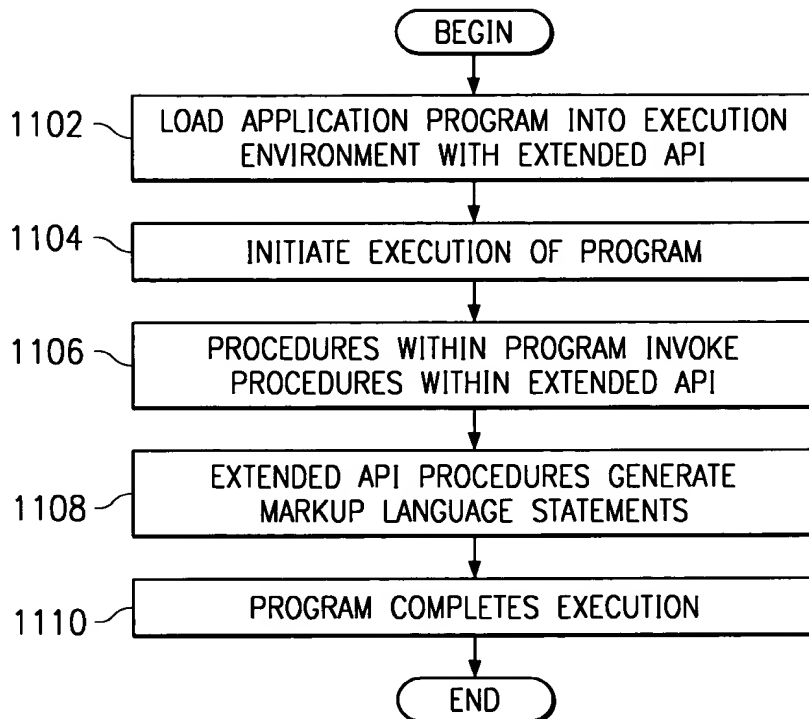 BEGIN
1102
LOAD APPLICATION PROGRAM INTO EXECUTION
ENVIRONMENT WITH EXTENDED API
1104
INITIATE EXECUTION OF PROGRAM
1106
PROCEDURES WITHIN PROGRAM INVOKE
PROCEDURES WITHIN EXTENDED API
1108
EXTENDED API PROCEDURES GENERATE
MARKUP LANGUAGE STATEMENTS
1110
PROGRAM COMPLETES EXECUTION
END